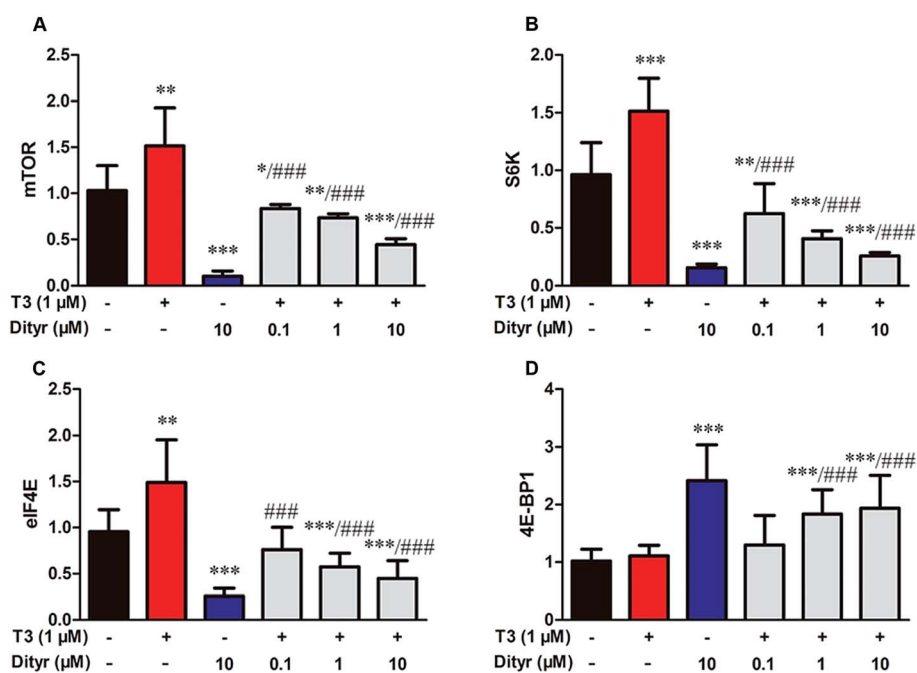 A
mTOR
2.5
2.0
1.5
1.0
0.5
0.0
** *** */### **/### ***/###
T3 (1 μM) - + - + + +
Dityr (μM) - - 10 0.1 1 10
B
S6K
2.0
1.5
1.0
0.5
0.0
*** *** **/### ***/### ***/###
T3 (1 μM) - + - + + +
Dityr (μM) - - 10 0.1 1 10
C
eIF4E
2.5
2.0
1.5
1.0
0.5
0.0
** *** ### ***/### ***/###
T3 (1 μM) - + - + + +
Dityr (μM) - - 10 0.1 1 10
D
4E-BP1
4
3
2
1
0
*** ***/### ***/###
T3 (1 μM) - + - + + +
Dityr (μM) - - 10 0.1 1 10